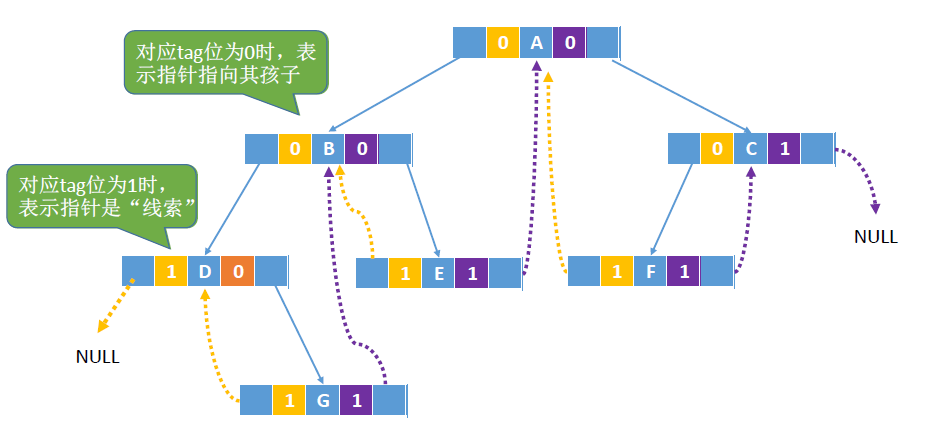 对应tag位为0时，表
示指针指向其孩子
0 A 0
0 B 0
0 C 1
对应tag位为1时，
表示指针是“线索”
NULL
1 D 0
1 E 1
1 F 1
NULL
1 G 1